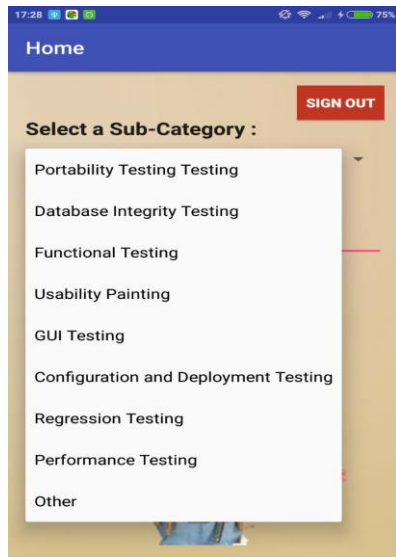 17:28 75%
Home
SIGN OUT
Select a Sub-Category :
Portability Testing Testing
Database Integrity Testing
Functional Testing
Usability Painting
GUI Testing
Configuration and Deployment Testing
Regression Testing
Performance Testing
Other